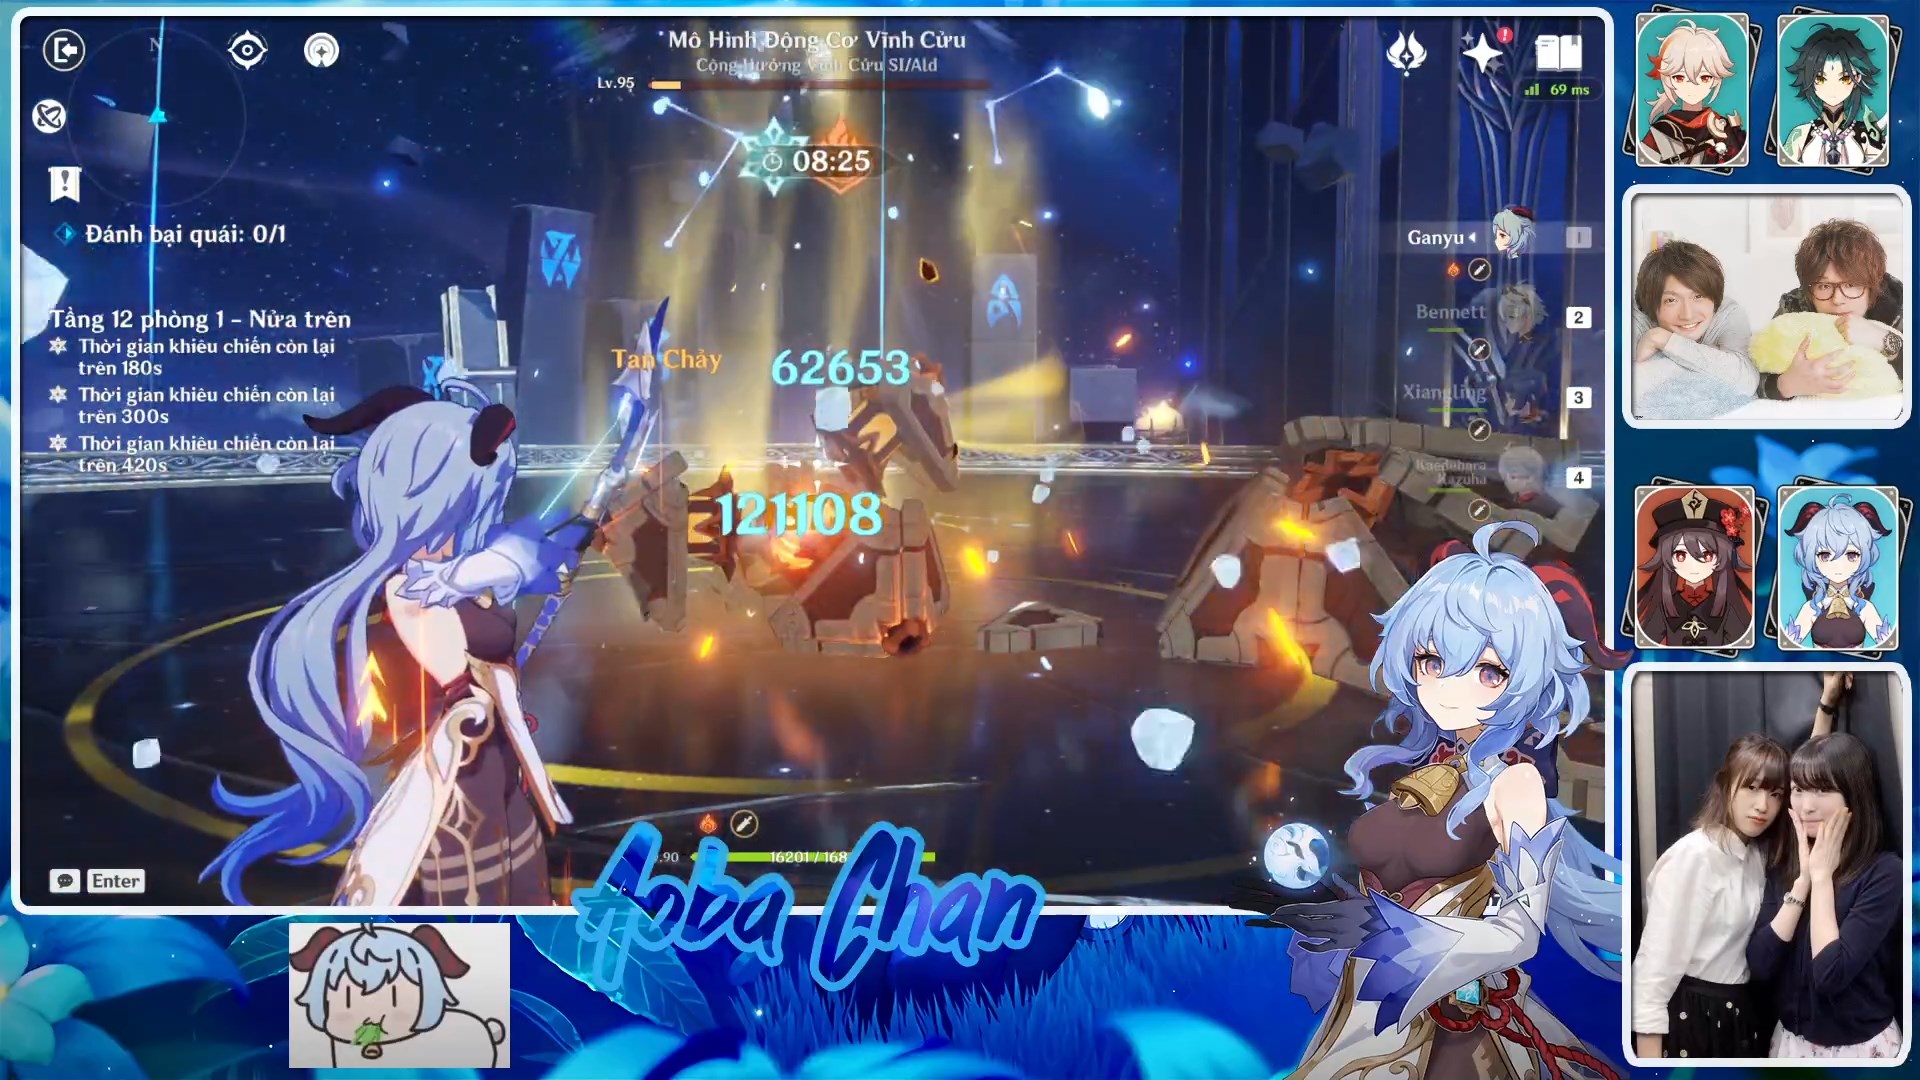 N
Mô Hình Động Cơ Vĩnh Cửu
Cộng Hưởng Vĩnh Cửu SI/Ald
Lv.95
69 ms
08:25
Đánh bại quái: 0/1
Tầng 12 phòng 1 - Nửa trên
Thời gian khiêu chiến còn lại
trên 180s
Thời gian khiêu chiến còn lại
trên 300s
Thời gian khiêu chiến còn lại
trên 420s
Tan Chảy
62653
121108
Ganyu
1
Bennett
2
Xiangling
3
Kaedehara
Kazuha
4
.90
16201 / 168
Enter
Aoba Chan